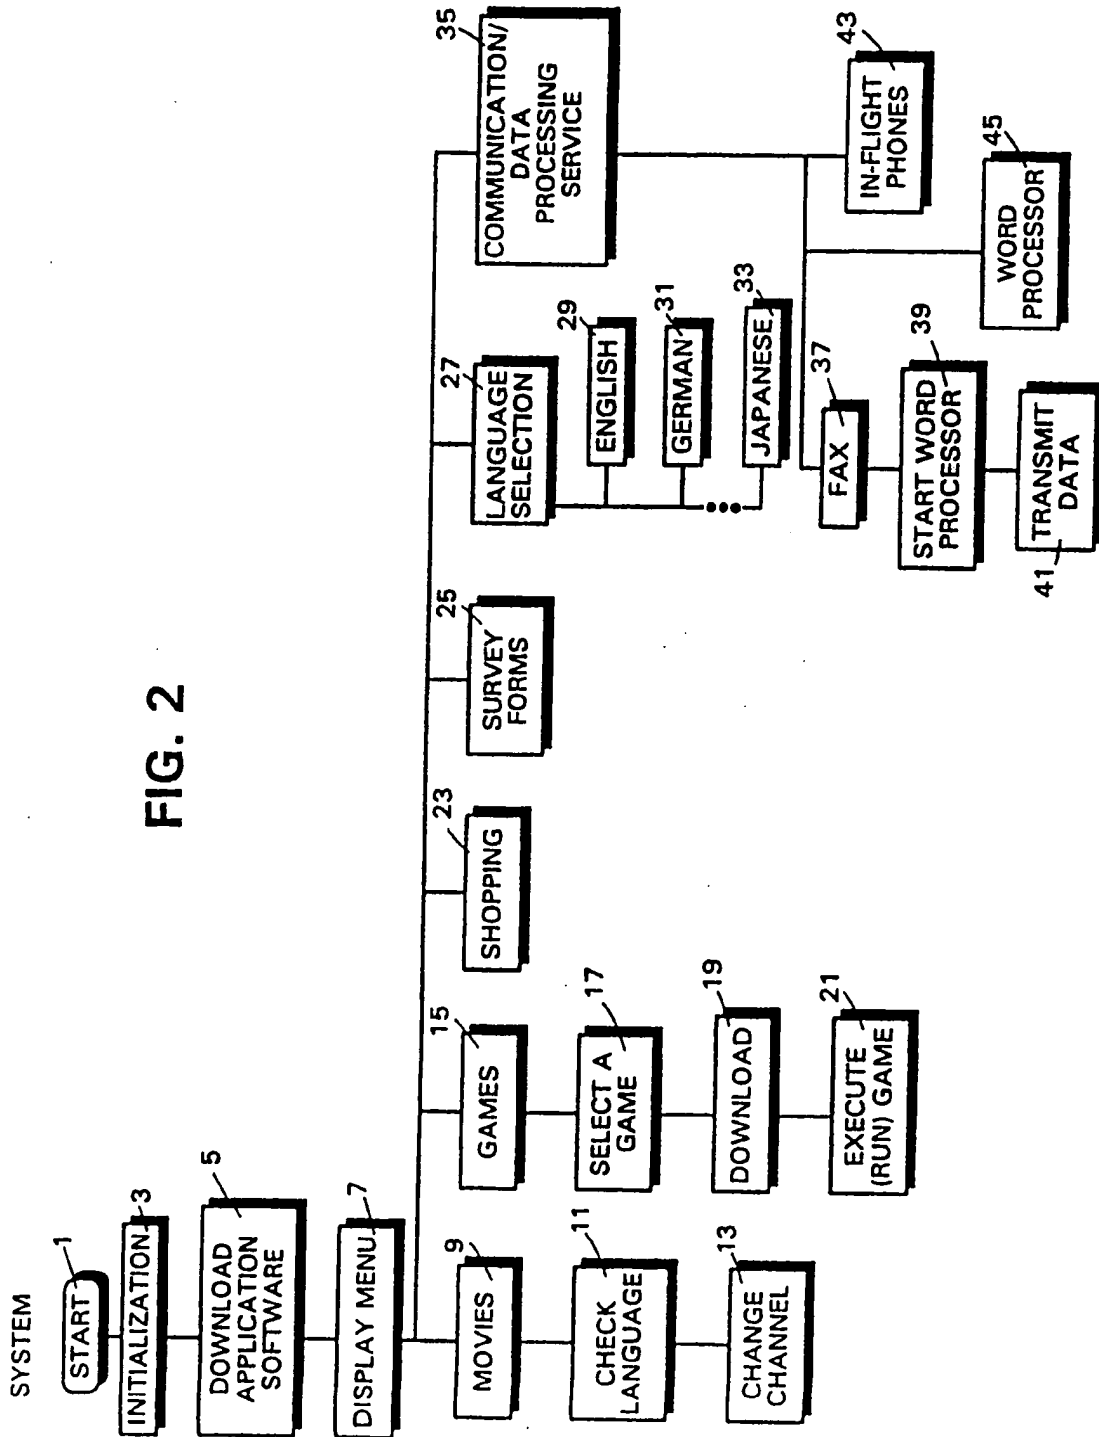 FIG. 2
SYSTEM
START
1
INITIALIZATION
3
DOWNLOAD
APPLICATION
SOFTWARE
5
DISPLAY MENU
7
MOVIES
9
CHECK
LANGUAGE
11
CHANGE
CHANNEL
13
GAMES
15
SELECT A
GAME
17
DOWNLOAD
19
EXECUTE
(RUN) GAME
21
SHOPPING
23
SURVEY
FORMS
25
LANGUAGE
SELECTION
27
ENGLISH
29
GERMAN
31
JAPANESE
33
COMMUNICATION/
DATA
PROCESSING
SERVICE
35
FAX
37
START WORD
PROCESSOR
39
TRANSMIT
DATA
41
IN-FLIGHT
PHONES
43
WORD
PROCESSOR
45